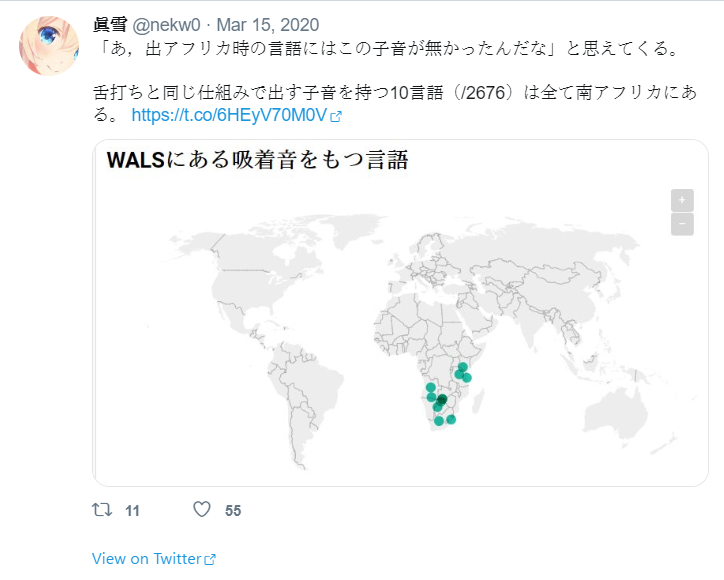 眞雪 @nekw0 · Mar 15, 2020
「あ，出アフリカ時の言語にはこの子音が無かったんだな」と思えてくる。
舌打ちと同じ仕組みで出す子音を持つ10言語（/2676）は全て南アフリカにあ
る。 https://t.co/6HEyV70M0V
WALSにある吸着音をもつ言語
+
−
11
55
View on Twitter